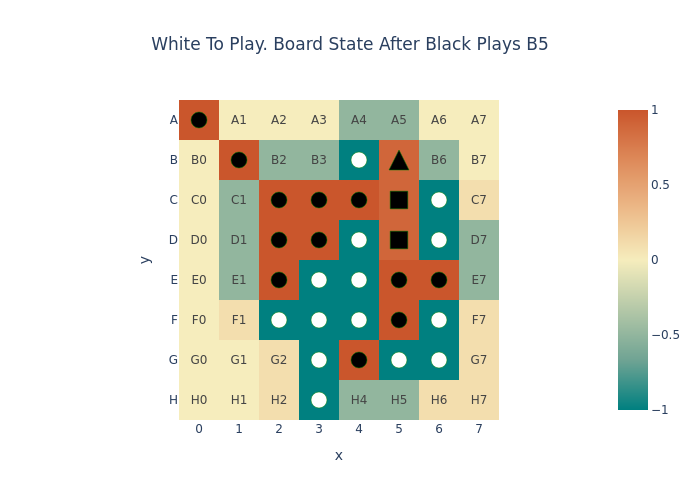 White To Play. Board State After Black Plays B5
A A1 A2 A3 A4 A5 A6 A7
B B0 B2 B3 B6 B7
C C0 C1 C7
D D0 D1 D7
E E0 E1 E7
F F0 F1 F7
G G0 G1 G2 G7
H H0 H1 H2 H4 H5 H6 H7
0 1 2 3 4 5 6 7
x
y
1
0.5
0
−0.5
−1